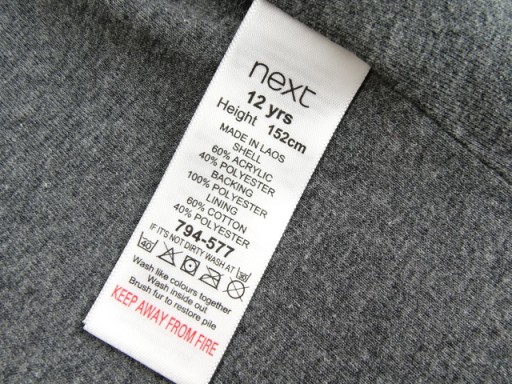 next
12 yrs
Height 152cm
MADE IN LAOS
SHELL
60% ACRYLIC
40% POLYESTER
BACKING
100% POLYESTER
LINING
60% COTTON
40% POLYESTER
794-577
IF IT'S NOT DIRTY WASH AT 30
40
Wash like colours together
Wash inside out
Brush fur to restore pile
KEEP AWAY FROM FIRE